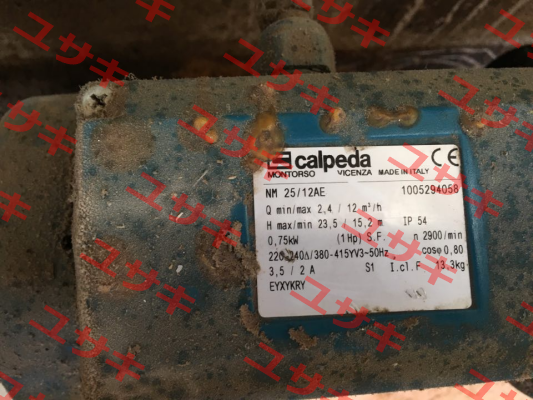 calpeda CE
MONTORSO VICENZA MADE IN ITALY
NM 25/12AE 1005294058
Q min/max 2,4 / 12 m³/h
H max/min 23,5 / 15,2 m IP 54
0,75kW (1Hp) S.F. n 2900/min
220-240Δ/380-415YV3~50Hz cosø 0,80
3,5 / 2 A S1 I.cl.F 13,3kg
EYXYKRY
ユサキ